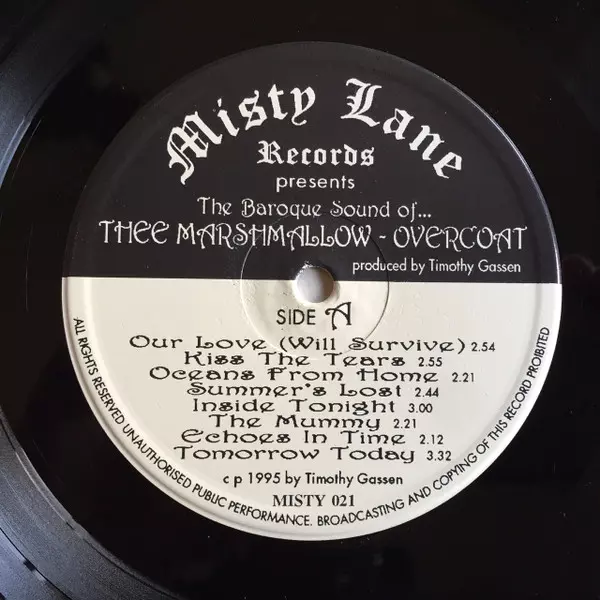 Misty Lane
Records
presents
The Baroque Sound of...
THEE MARSHMALLOW - OVERCOAT
produced by Timothy Gassen
SIDE A
Our Love (Will Survive) 2.54
Kiss The Tears 2.55
Oceans From Home 2.21
Summer's Lost 2.44
Inside Tonight 3.00
The Mummy 2.21
Echoes In Time 2.12
Tomorrow Today 3.32
c p 1995 by Timothy Gassen
MISTY 021
ALL RIGHTS RESERVED UNAUTHORISED PUBLIC PERFORMANCE. BROADCASTING AND COPYING OF THIS RECORD PROHIBITED